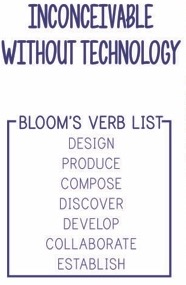 INCONCEIVABLE
WITHOUT TECHNOLOGY
BLOOM'S VERB LIST
DESIGN
PRODUCE
COMPOSE
DISCOVER
DEVELOP
COLLABORATE
ESTABLISH